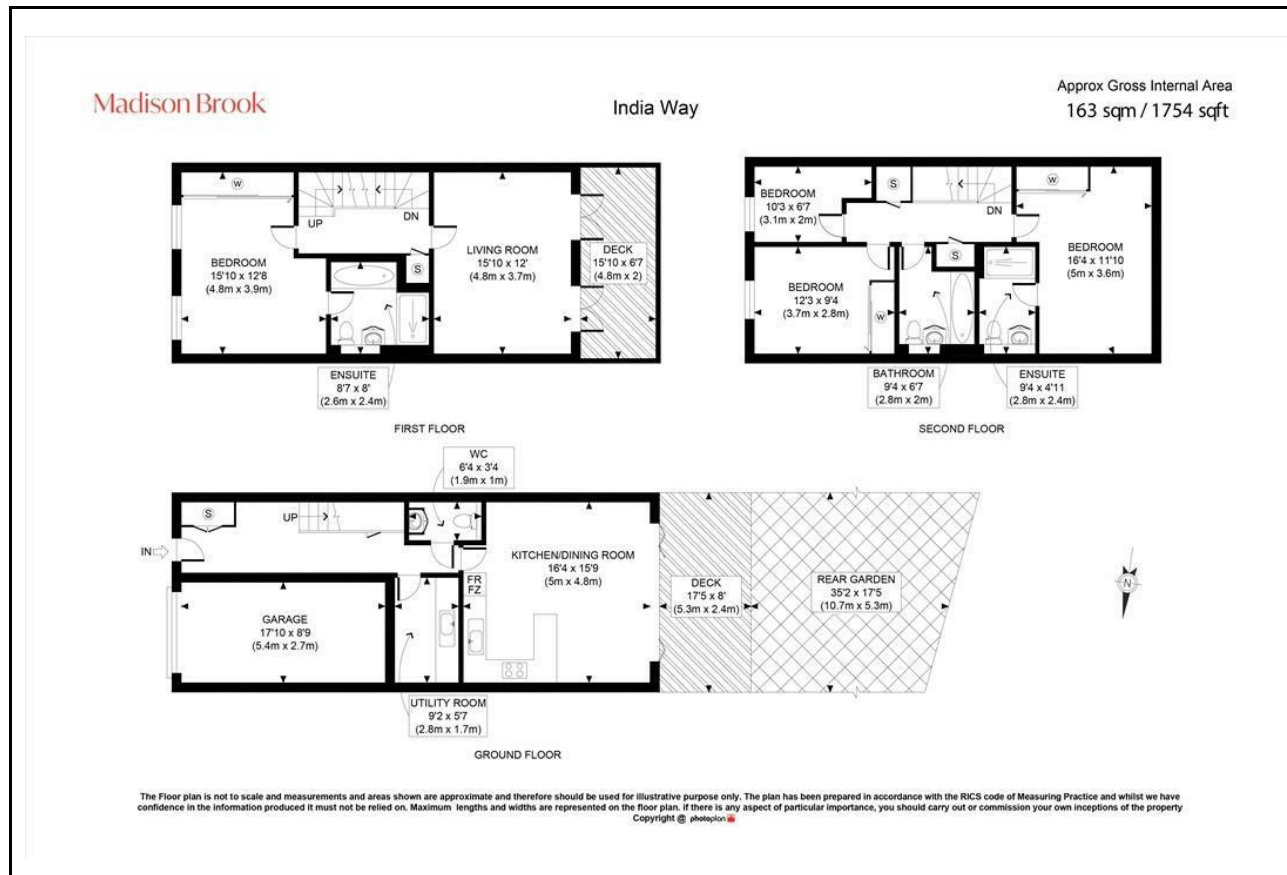 Madison Brook
India Way
Approx Gross Internal Area
163 sqm / 1754 sqft
W
UP
DN
S
BEDROOM
15'10 x 12'8
(4.8m x 3.9m)
LIVING ROOM
15'10 x 12'
(4.8m x 3.7m)
DECK
15'10 x 6'7
(4.8m x 2)
ENSUITE
8'7 x 8'
(2.6m x 2.4m)
FIRST FLOOR
BEDROOM
10'3 x 6'7
(3.1m x 2m)
S
DN
W
BEDROOM
16'4 x 11'10
(5m x 3.6m)
S
BEDROOM
12'3 x 9'4
(3.7m x 2.8m)
W
BATHROOM
9'4 x 6'7
(2.8m x 2m)
ENSUITE
9'4 x 4'11
(2.8m x 2.4m)
SECOND FLOOR
WC
6'4 x 3'4
(1.9m x 1m)
S
UP
IN
KITCHEN/DINING ROOM
16'4 x 15'9
(5m x 4.8m)
FR
FZ
GARAGE
17'10 x 8'9
(5.4m x 2.7m)
DECK
17'5 x 8'
(5.3m x 2.4m)
REAR GARDEN
35'2 x 17'5
(10.7m x 5.3m)
N
UTILITY ROOM
9'2 x 5'7
(2.8m x 1.7m)
GROUND FLOOR
The Floor plan is not to scale and measurements and areas shown are approximate and therefore should be used for illustrative purpose only. The plan has been prepared in accordance with the RICS code of Measuring Practice and whilst we have
confidence in the information produced it must not be relied on. Maximum lengths and widths are represented on the floor plan. if there is any aspect of particular importance, you should carry out or commission your own inceptions of the property
Copyright @ photoplan